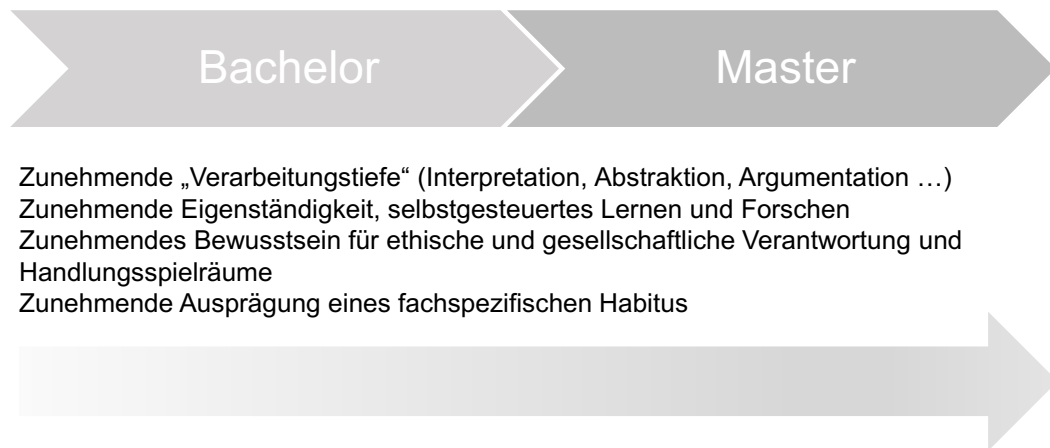 Bachelor
Master
Zunehmende „Verarbeitungstiefe“ (Interpretation, Abstraktion, Argumentation …)
Zunehmende Eigenständigkeit, selbstgesteuertes Lernen und Forschen
Zunehmendes Bewusstsein für ethische und gesellschaftliche Verantwortung und
Handlungsspielräume
Zunehmende Ausprägung eines fachspezifischen Habitus